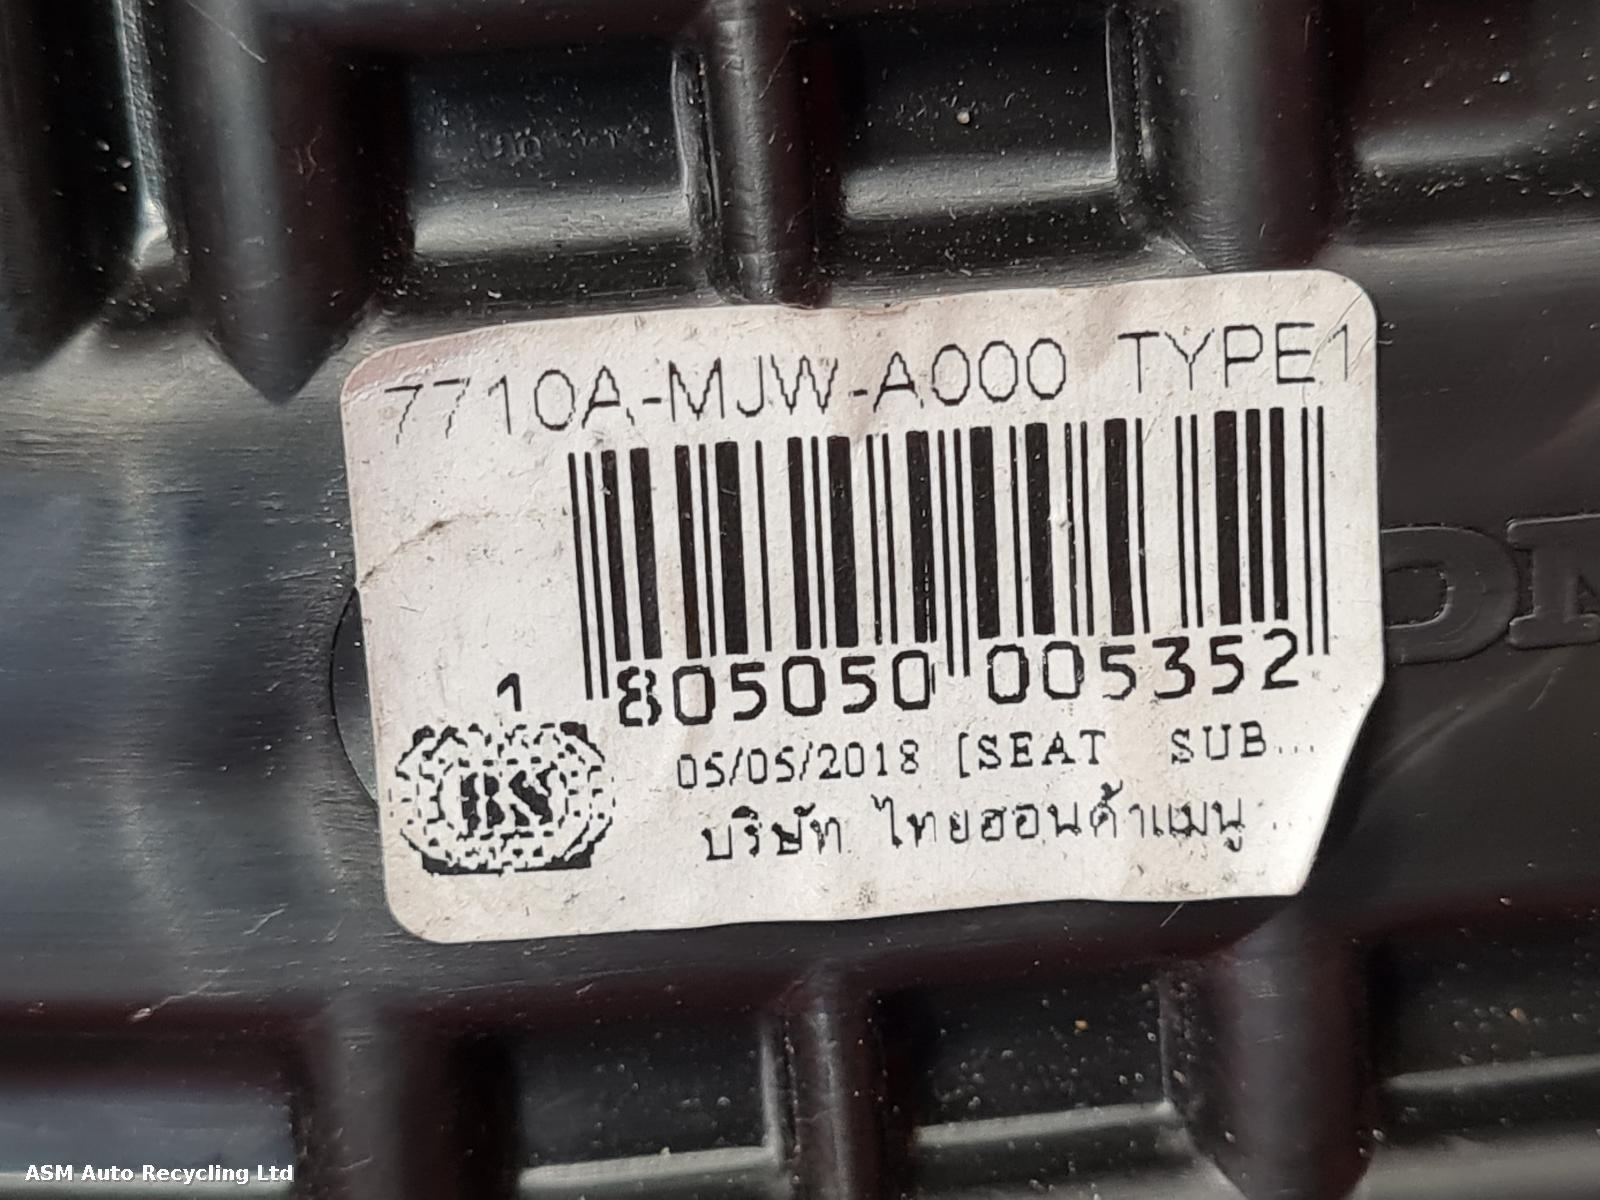 7710A-MJW-A000 TYPE1
1 805050 005352
05/05/2018 [SEAT SUB...
บริษัท ไทยฮอนด้าแมนู ...
ASM Auto Recycling Ltd